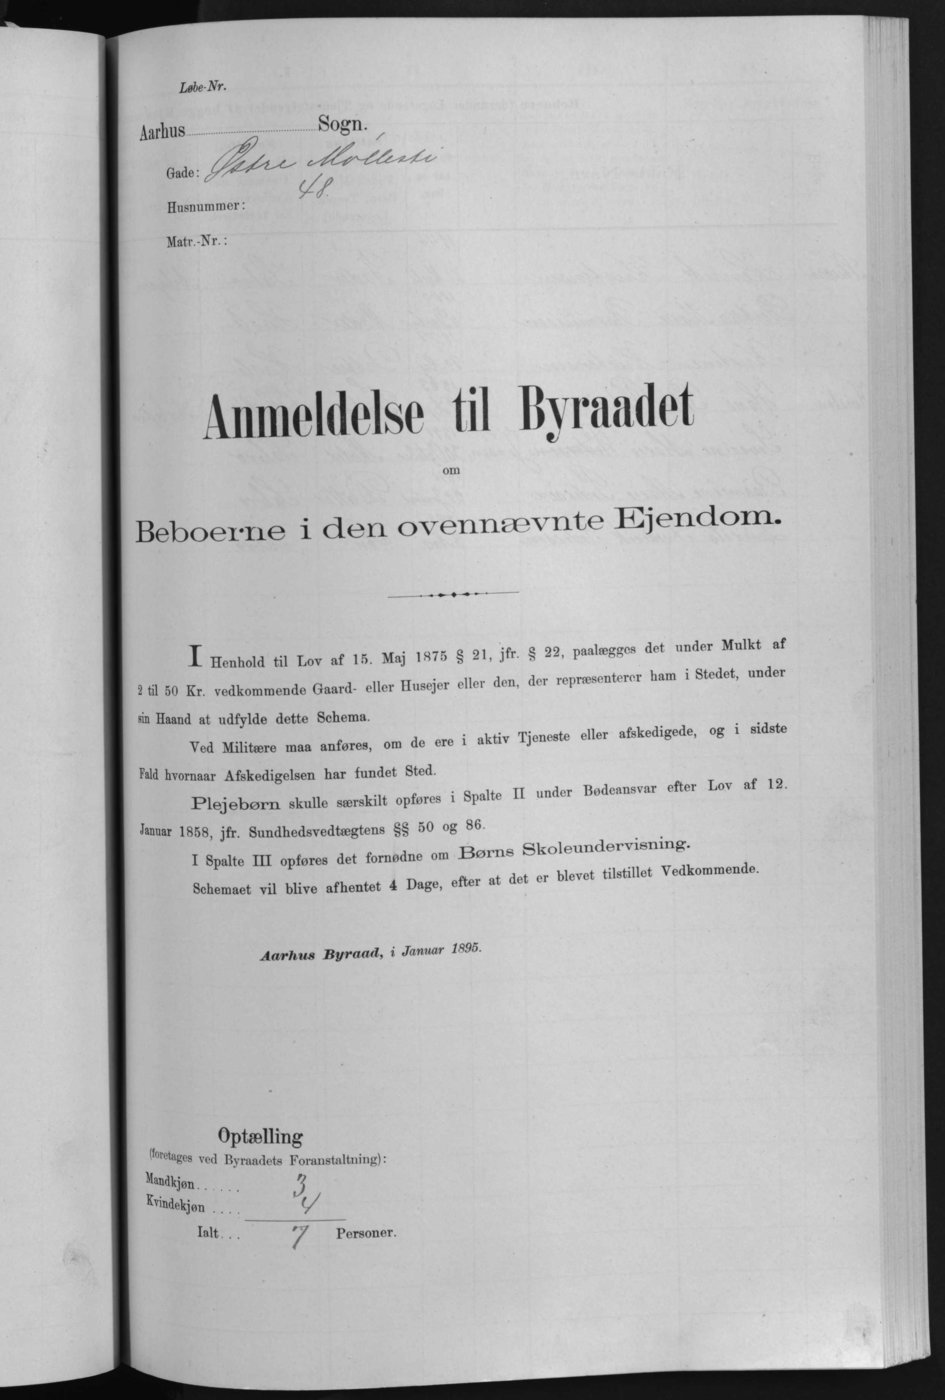 Løbe-Nr.
Aarhus Sogn.
Gade: Østre Møllesti
Husnummer: 48.
Matr.-Nr.:
Anmeldelse til Byraadet
om
Beboerne i den ovennævnte Ejendom.
I Henhold til Lov af 15. Maj 1875 § 21, jfr. § 22, paalægges det under Mulkt af
2 til 50 Kr. vedkommende Gaard- eller Husejer eller den, der repræsenterer ham i Stedet, under
sin Haand at udfylde dette Schema.
Ved Militære maa anføres, om de ere i aktiv Tjeneste eller afskedigede, og i sidste
Fald hvornaar Afskedigelsen har fundet Sted.
Plejebørn skulle særskilt opføres i Spalte II under Bødeansvar efter Lov af 12.
Januar 1858, jfr. Sundhedsvedtægtens §§ 50 og 86.
I Spalte III opføres det fornødne om Børns Skoleundervisning.
Schemaet vil blive afhentet 4 Dage, efter at det er blevet tilstillet Vedkommende.
Aarhus Byraad, i Januar 1895.
Optælling
(foretages ved Byraadets Foranstaltning):
Mandkjøn...... 3
Kvindekjøn .... 4
Ialt... 7 Personer.